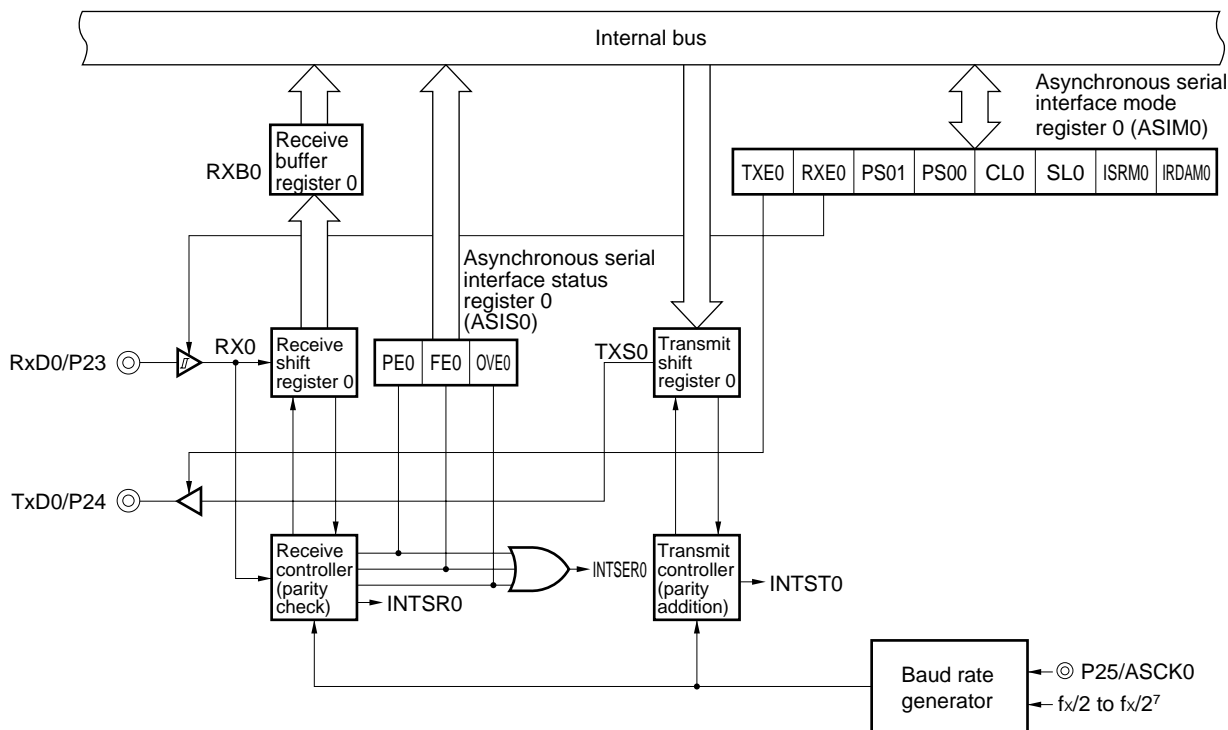 Internal bus
Asynchronous serial
interface mode
register 0 (ASIM0)
Receive
buffer
register 0
RXB0
TXE0 RXE0 PS01 PS00 CL0 SL0 ISRM0 IRDAM0
Asynchronous serial
interface status
register 0
(ASIS0)
RxD0/P23
RX0
Receive
shift
register 0
PE0 FE0 OVE0
TXS0
Transmit
shift
register 0
TxD0/P24
Receive
controller
(parity
check)
INTSER0
INTSR0
Transmit
controller
(parity
addition)
INTST0
Baud rate
generator
P25/ASCK0
fx/2 to fx/2⁷